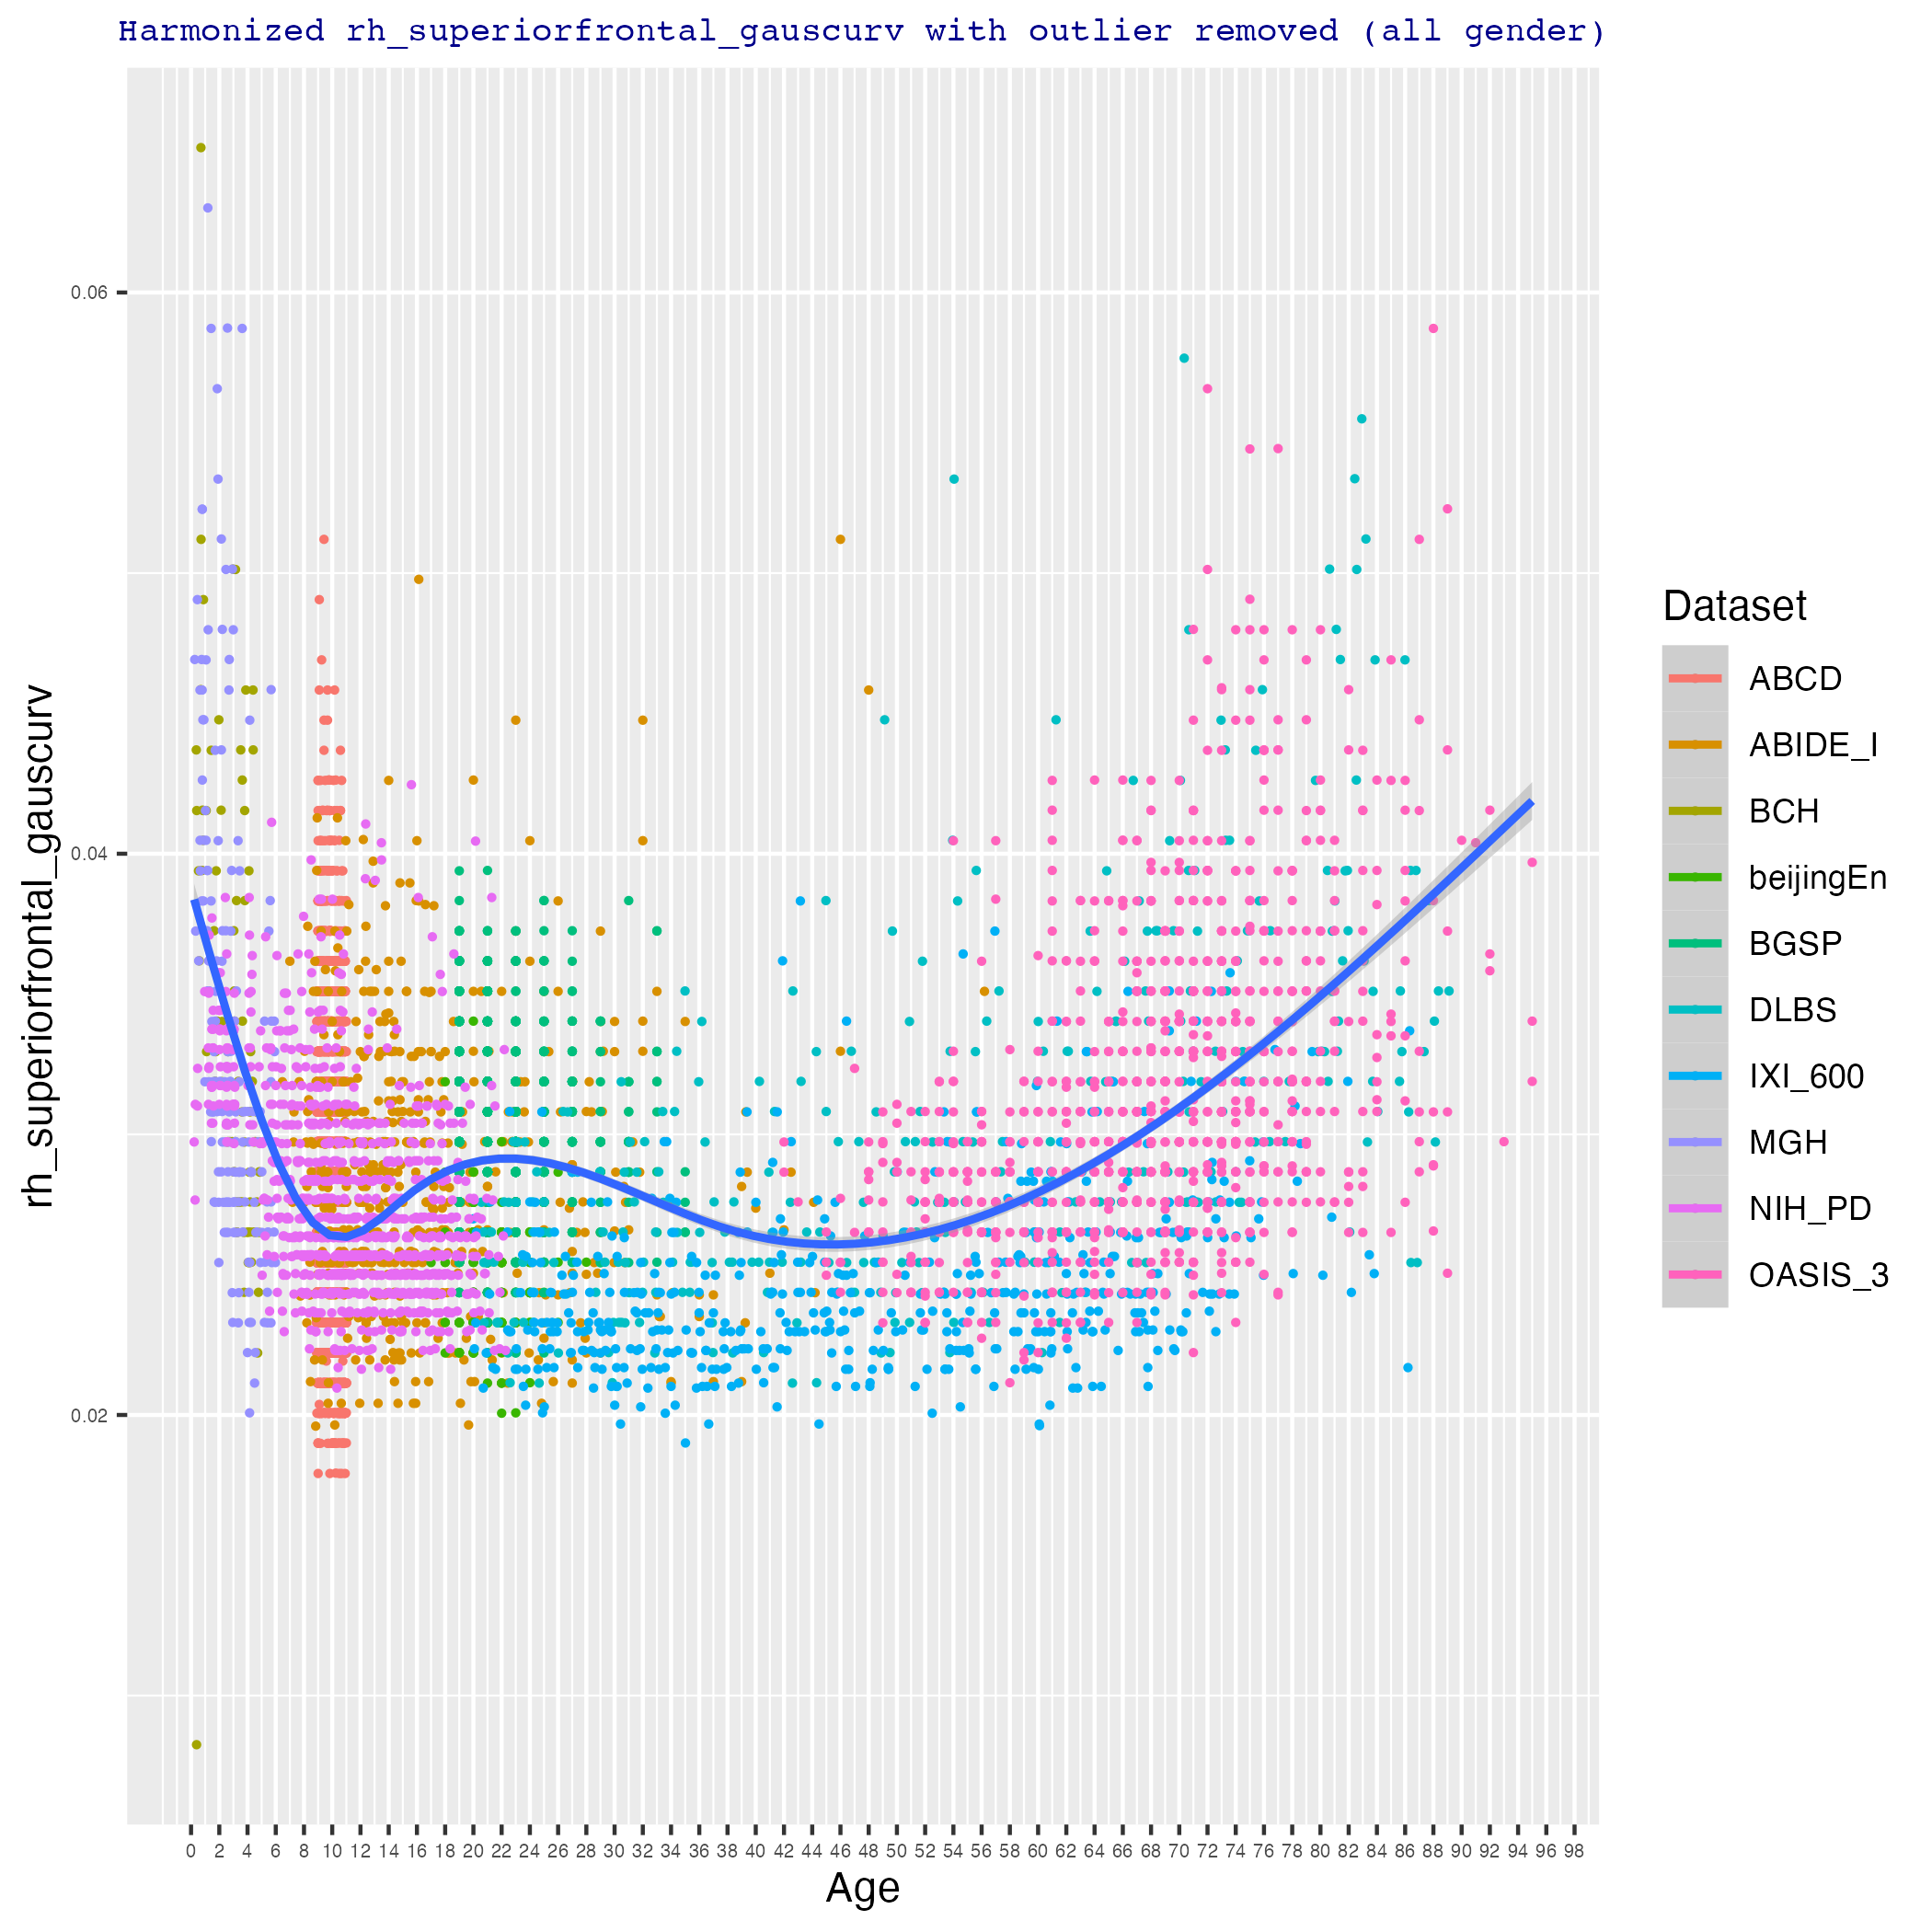 Harmonized rh_superiorfrontal_gauscurv with outlier removed (all gender)
rh_superiorfrontal_gauscurv
0.06
0.04
0.02
0 2 4 6 8 10 12 14 16 18 20 22 24 26 28 30 32 34 36 38 40 42 44 46 48 50 52 54 56 58 60 62 64 66 68 70 72 74 76 78 80 82 84 86 88 90 92 94 96 98
Age
Dataset
ABCD
ABIDE_I
BCH
beijingEn
BGSP
DLBS
IXI_600
MGH
NIH_PD
OASIS_3